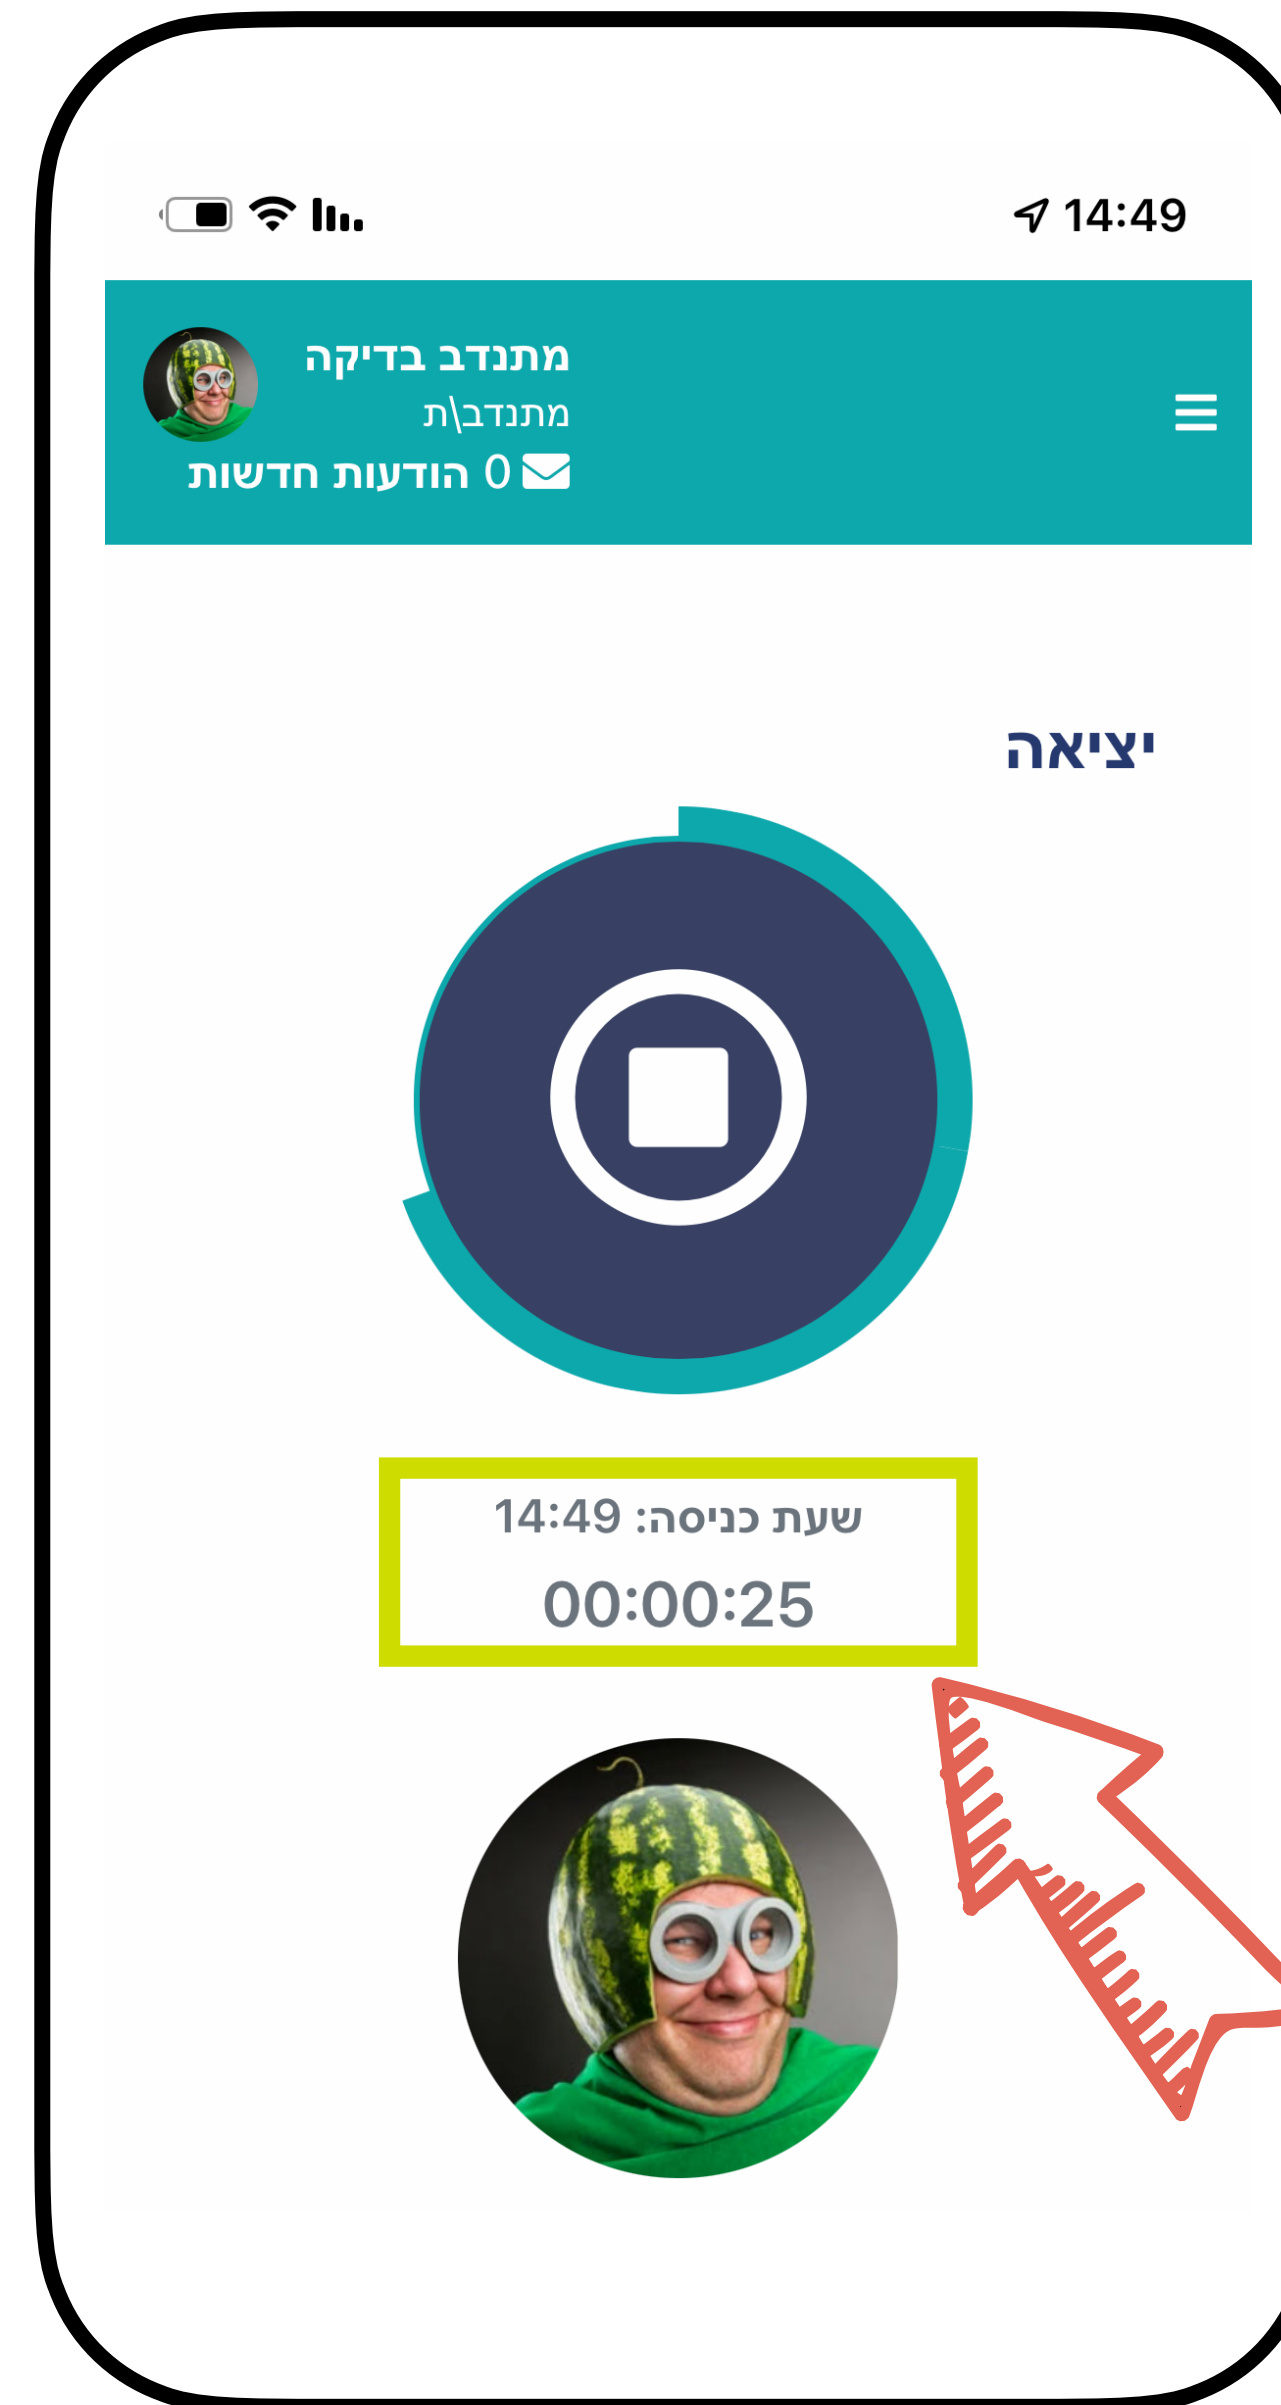 14:49
מתנדב בדיקה
מתנדב\ת
0 הודעות חדשות
יציאה
שעת כניסה: 14:49
00:00:25